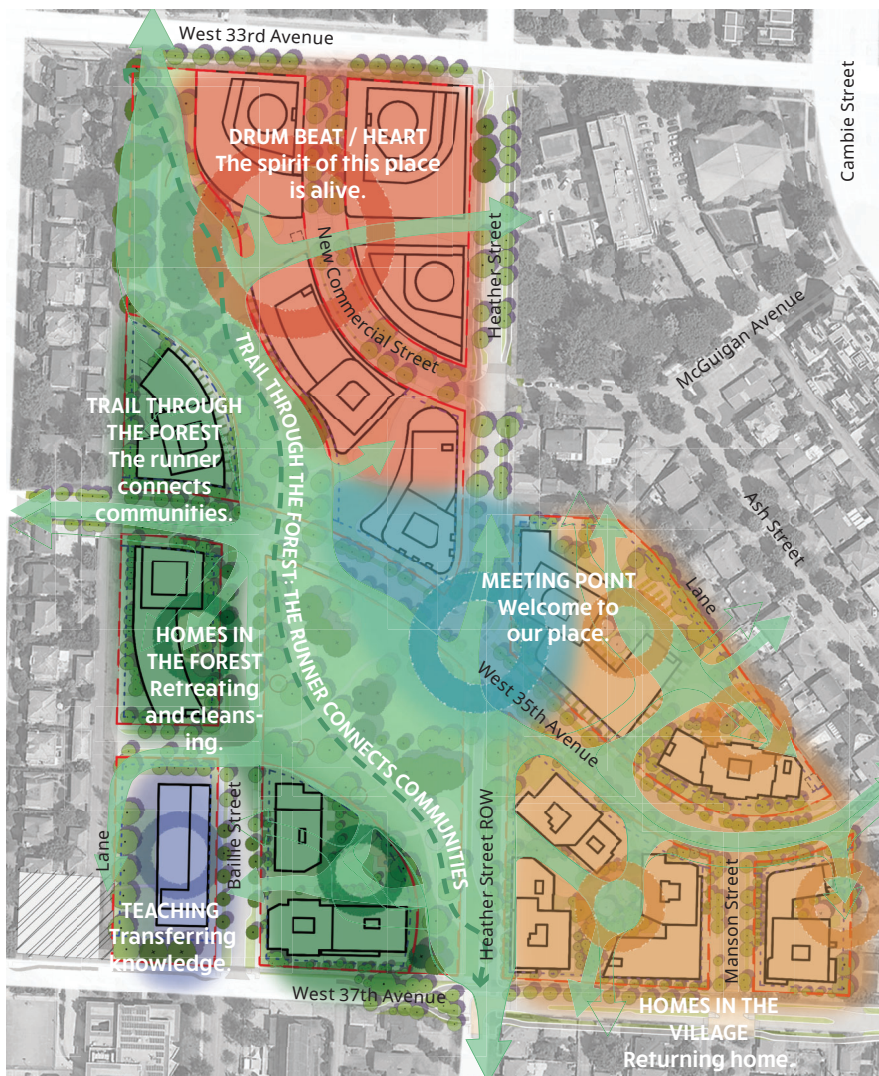 West 33rd Avenue
Cambie Street
DRUM BEAT / HEART
The spirit of this place
is alive.
New Commercial Street
Heather Street
McGuigan Avenue
TRAIL THROUGH
THE FOREST
The runner
connects
communities.
TRAIL THROUGH THE FOREST: THE RUNNER CONNECTS COMMUNITIES
Ash Street
Lane
MEETING POINT
Welcome to
our place.
HOMES IN
THE FOREST
Retreating
and cleans-
ing.
West 35th Avenue
Lane
Baillie Street
Heather Street ROW
Manson Street
TEACHING
Transferring
knowledge.
West 37th Avenue
HOMES IN THE
VILLAGE
Returning home.